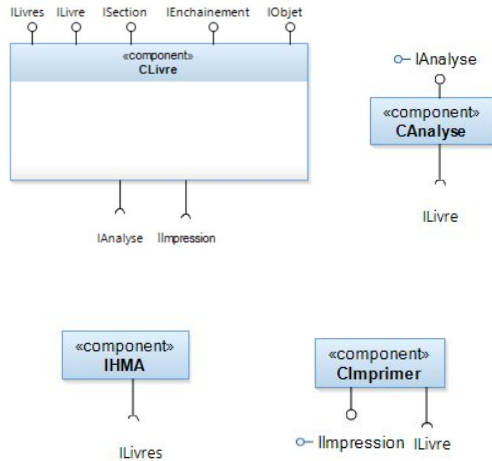 ILivres ILivre ISection IEnchainement IObjet
«component»
CLivre
IAnalyse IImpression
IAnalyse
«component»
CAnalyse
ILivre
«component»
IHMA
ILivres
«component»
CImprimer
IImpression ILivre